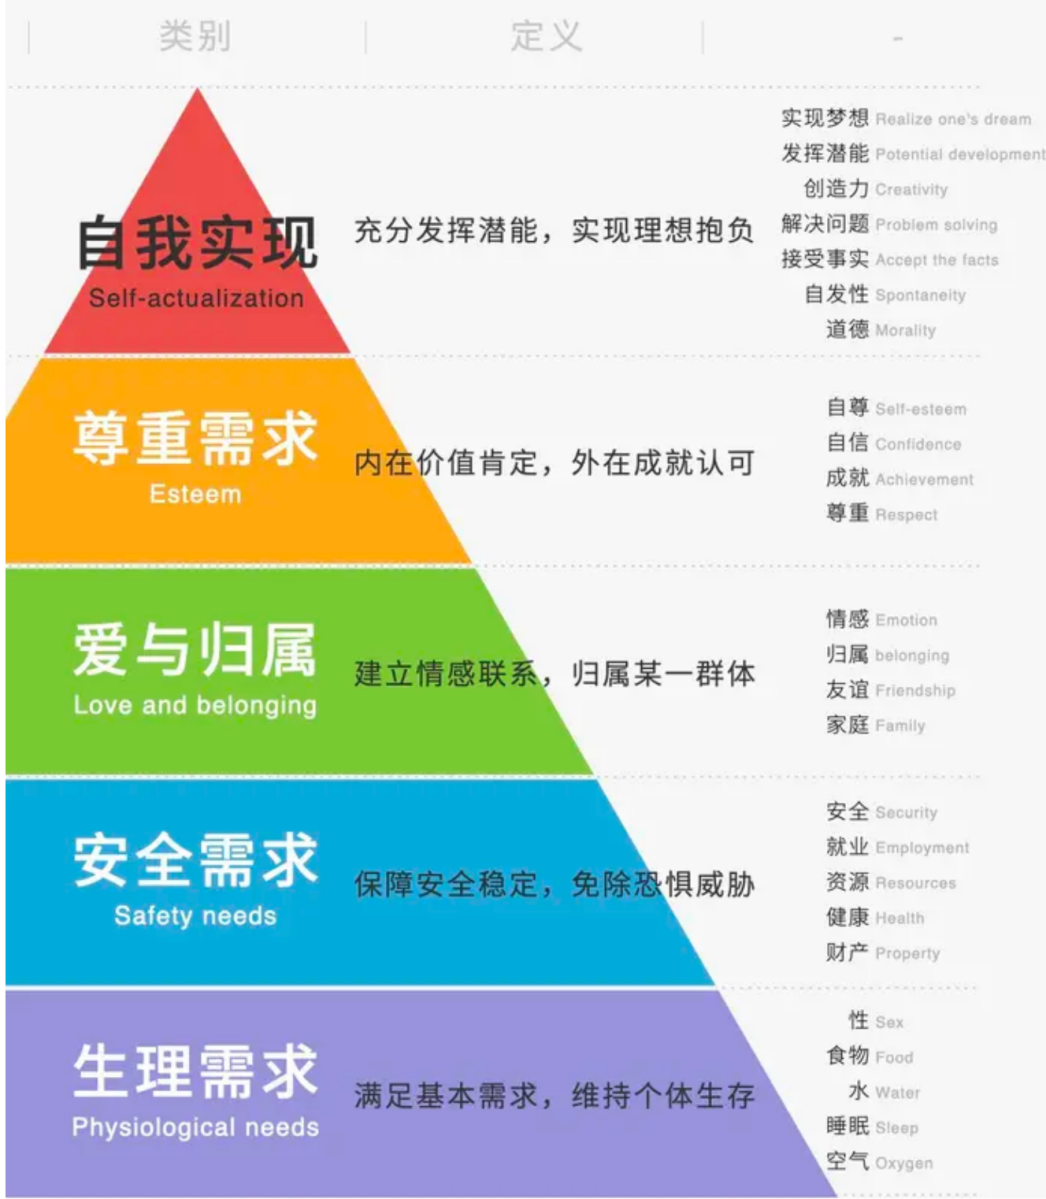 类别
定义
-
自我实现
Self-actualization
充分发挥潜能，实现理想抱负
实现梦想 Realize one's dream
发挥潜能 Potential development
创造力 Creativity
解决问题 Problem solving
接受事实 Accept the facts
自发性 Spontaneity
道德 Morality
尊重需求
Esteem
内在价值肯定，外在成就认可
自尊 Self-esteem
自信 Confidence
成就 Achievement
尊重 Respect
爱与归属
Love and belonging
建立情感联系，归属某一群体
情感 Emotion
归属 belonging
友谊 Friendship
家庭 Family
安全需求
Safety needs
保障安全稳定，免除恐惧威胁
安全 Security
就业 Employment
资源 Resources
健康 Health
财产 Property
生理需求
Physiological needs
满足基本需求，维持个体生存
性 Sex
食物 Food
水 Water
睡眠 Sleep
空气 Oxygen